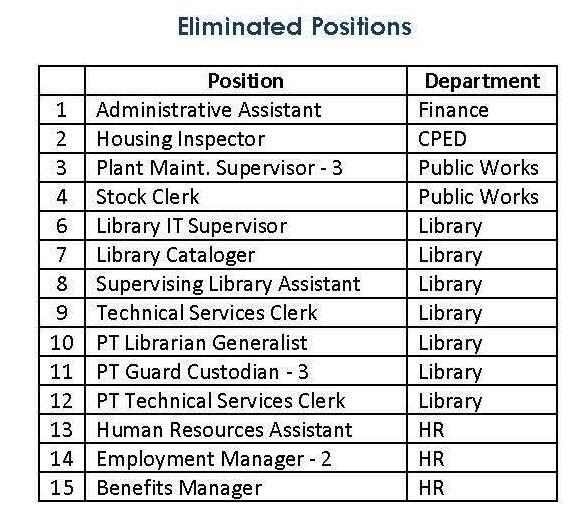 Eliminated Positions
Position Department
1 Administrative Assistant Finance
2 Housing Inspector CPED
3 Plant Maint. Supervisor - 3 Public Works
4 Stock Clerk Public Works
6 Library IT Supervisor Library
7 Library Cataloger Library
8 Supervising Library Assistant Library
9 Technical Services Clerk Library
10 PT Librarian Generalist Library
11 PT Guard Custodian - 3 Library
12 PT Technical Services Clerk Library
13 Human Resources Assistant HR
14 Employment Manager - 2 HR
15 Benefits Manager HR